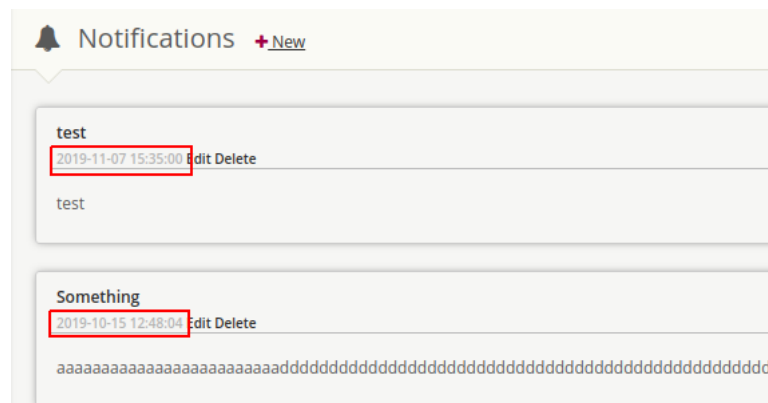 Notifications + New
test
2019-11-07 15:35:00 Edit Delete
test
Something
2019-10-15 12:48:04 Edit Delete
aaaaaaaaaaaaaaaaaaaaaaaaadddddddddddddddddddddddddddddddddddddddddddddddddd